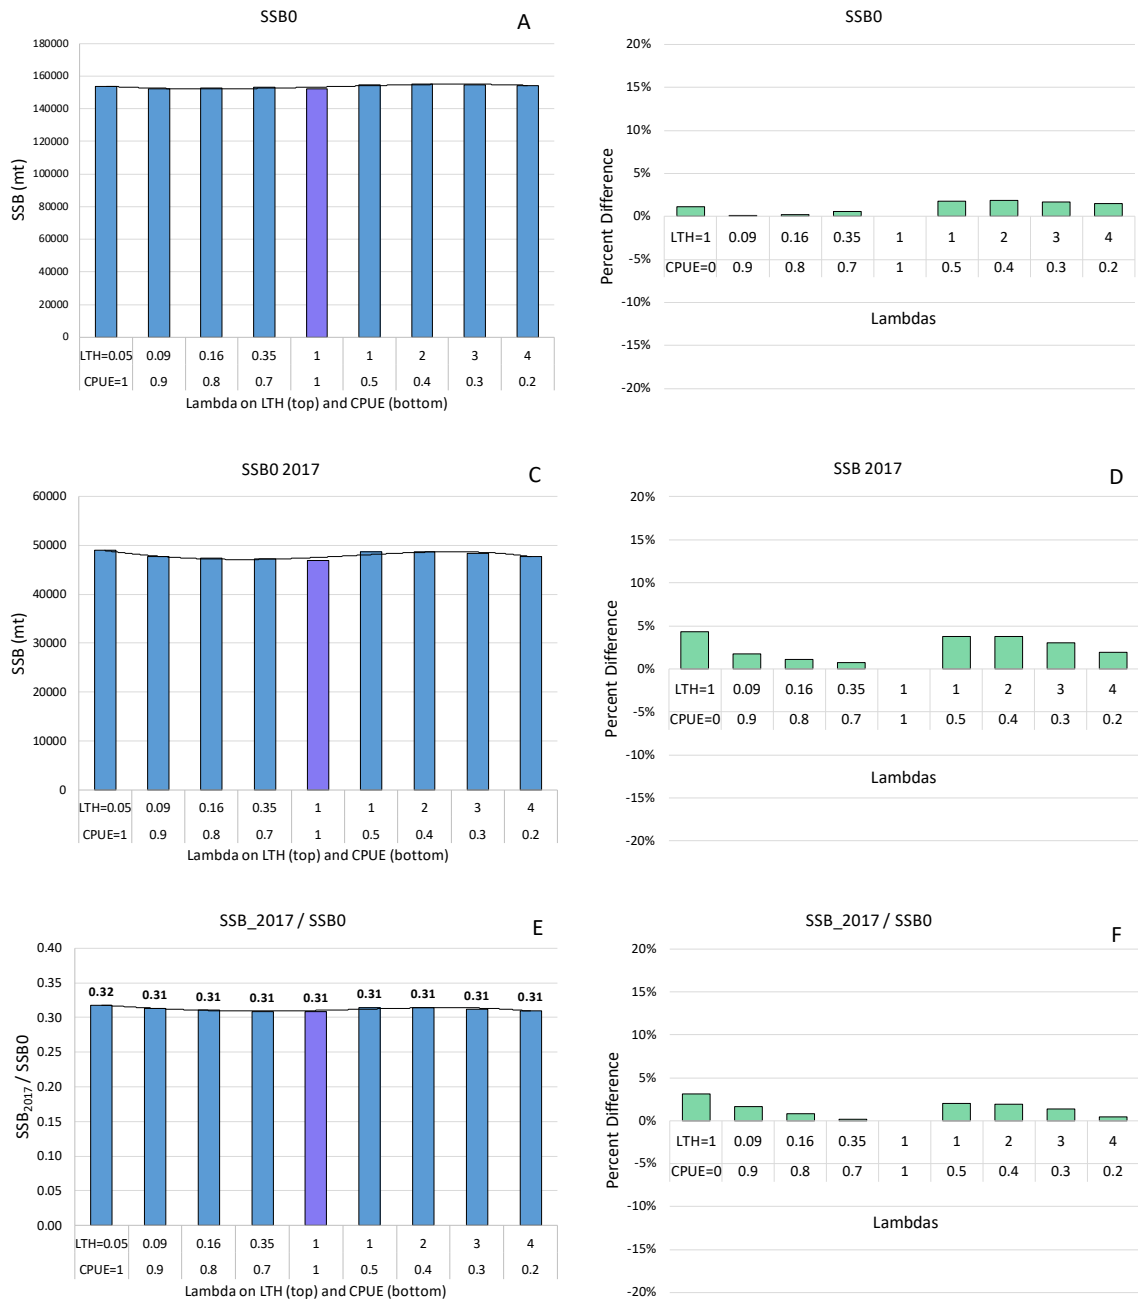 SSB0
A
180000
160000
140000
120000
100000
80000
60000
40000
20000
0
SSB (mt)
LTH=0.05 0.09 0.16 0.35 1 1 2 3 4
CPUE=1 0.9 0.8 0.7 1 0.5 0.4 0.3 0.2
Lambda on LTH (top) and CPUE (bottom)
SSB0
20%
15%
10%
5%
0%
-5%
-10%
-15%
-20%
Percent Difference
LTH=1 0.09 0.16 0.35 1 1 2 3 4
CPUE=0 0.9 0.8 0.7 1 0.5 0.4 0.3 0.2
Lambdas
SSB0 2017
C
60000
50000
40000
30000
20000
10000
0
SSB (mt)
LTH=0.05 0.09 0.16 0.35 1 1 2 3 4
CPUE=1 0.9 0.8 0.7 1 0.5 0.4 0.3 0.2
Lambda on LTH (top) and CPUE (bottom)
SSB 2017
D
20%
15%
10%
5%
0%
-5%
-10%
-15%
-20%
Percent Difference
LTH=1 0.09 0.16 0.35 1 1 2 3 4
CPUE=0 0.9 0.8 0.7 1 0.5 0.4 0.3 0.2
Lambdas
SSB_2017 / SSB0
E
0.40
0.35
0.30
0.25
0.20
0.15
0.10
0.05
0.00
SSB2017 / SSB0
0.32 0.31 0.31 0.31 0.31 0.31 0.31 0.31 0.31
LTH=0.05 0.09 0.16 0.35 1 1 2 3 4
CPUE=1 0.9 0.8 0.7 1 0.5 0.4 0.3 0.2
Lambda on LTH (top) and CPUE (bottom)
SSB_2017 / SSB0
F
20%
15%
10%
5%
0%
-5%
-10%
-15%
-20%
Percent Difference
LTH=1 0.09 0.16 0.35 1 1 2 3 4
CPUE=0 0.9 0.8 0.7 1 0.5 0.4 0.3 0.2
Lambdas